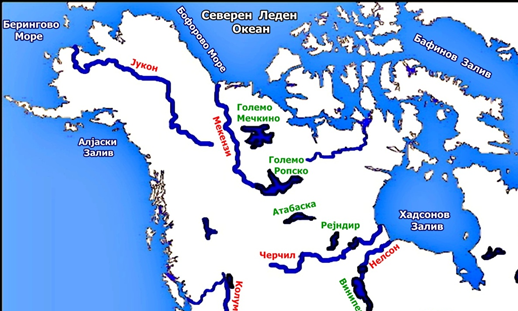 Северен Леден
Океан
Берингово
Море
Бофорово Море
Бафинов Залив
Јукон
Големо
Мечкино
Мекензи
Алјаски
Залив
Големо
Ропско
Атабаска
Рејндир
Хадсонов
Залив
Черчил
Нелсон